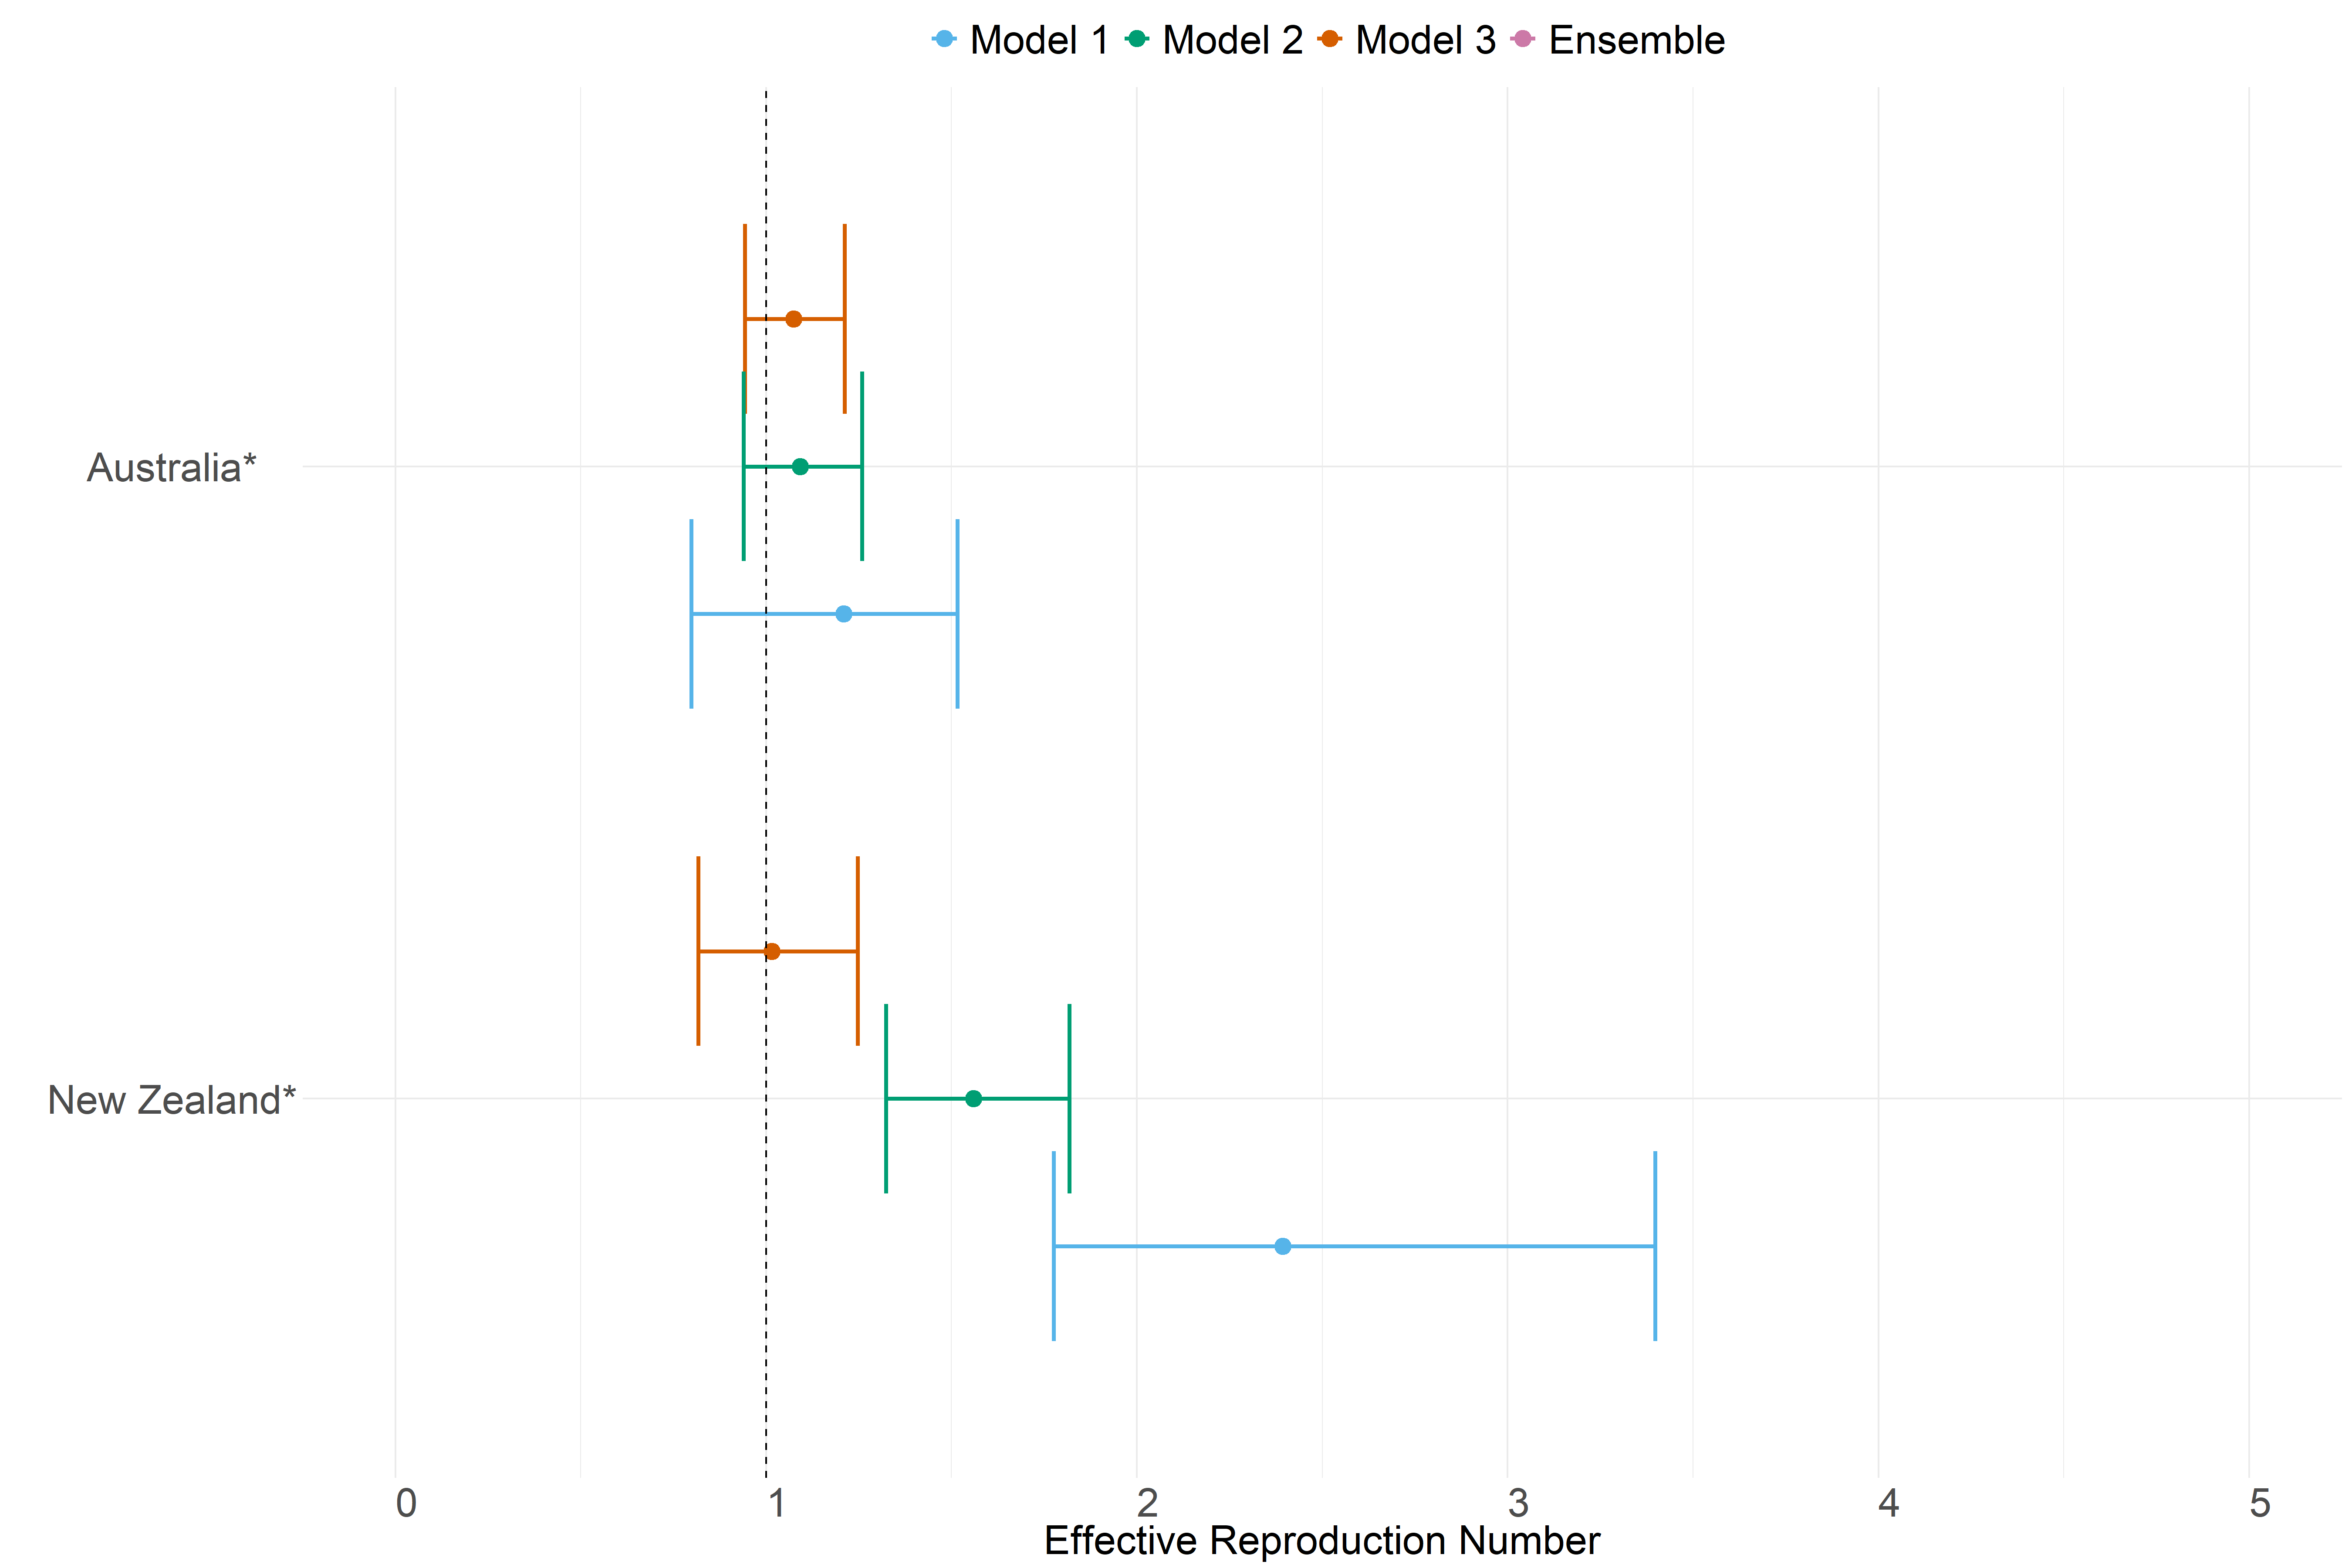 Model 1 Model 2 Model 3 Ensemble
Australia*
New Zealand*
0 1 2 3 4 5
Effective Reproduction Number